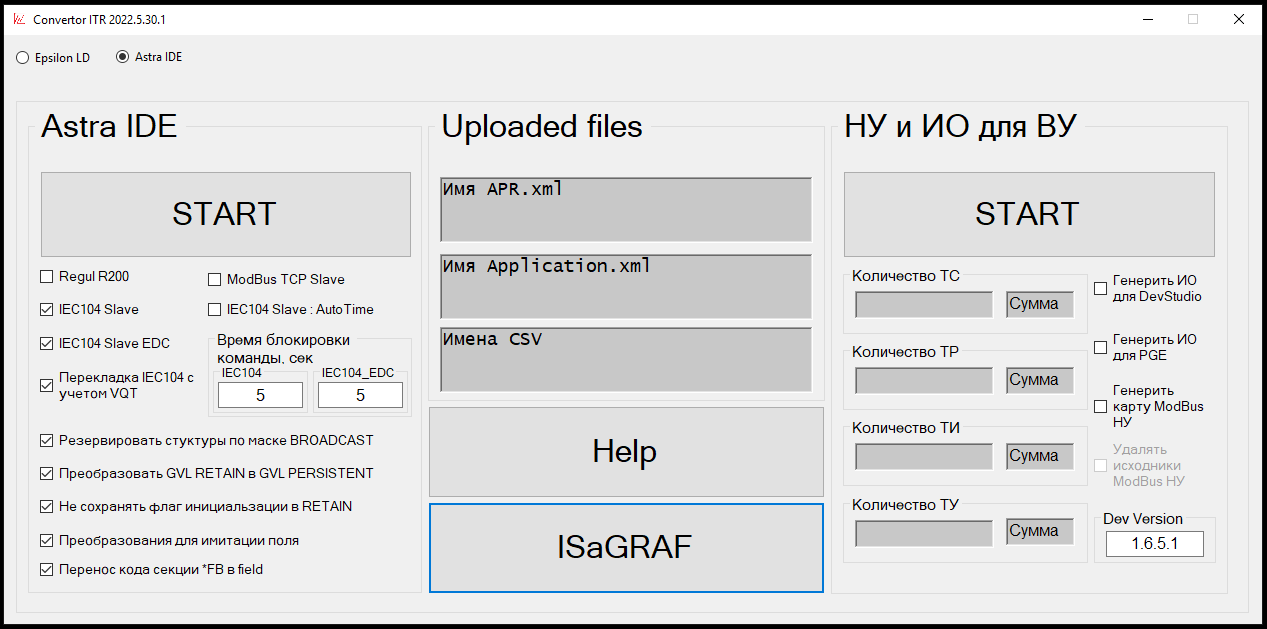 Convertor ITR 2022.5.30.1
Epsilon LD
Astra IDE
Astra IDE
START
Regul R200
ModBus TCP Slave
IEC104 Slave
IEC104 Slave : AutoTime
IEC104 Slave EDC
Время блокировки
команды, сек
IEC104
IEC104_EDC
5
5
Перекладка IEC104 с
учетом VQT
Резервировать стуктуры по маске BROADCAST
Преобразовать GVL RETAIN в GVL PERSISTENT
Не сохранять флаг инициальзации в RETAIN
Преобразования для имитации поля
Перенос кода секции *FB в field
Uploaded files
Имя APR.xml
Имя Application.xml
Имена CSV
Help
ISaGRAF
НУ и ИО для ВУ
START
Количество ТС
Сумма
Количество ТР
Сумма
Количество ТИ
Сумма
Количество ТУ
Сумма
Генерить ИО
для DevStudio
Генерить ИО
для PGE
Генерить
карту ModBus
НУ
Удалять
исходники
ModBus НУ
Dev Version
1.6.5.1